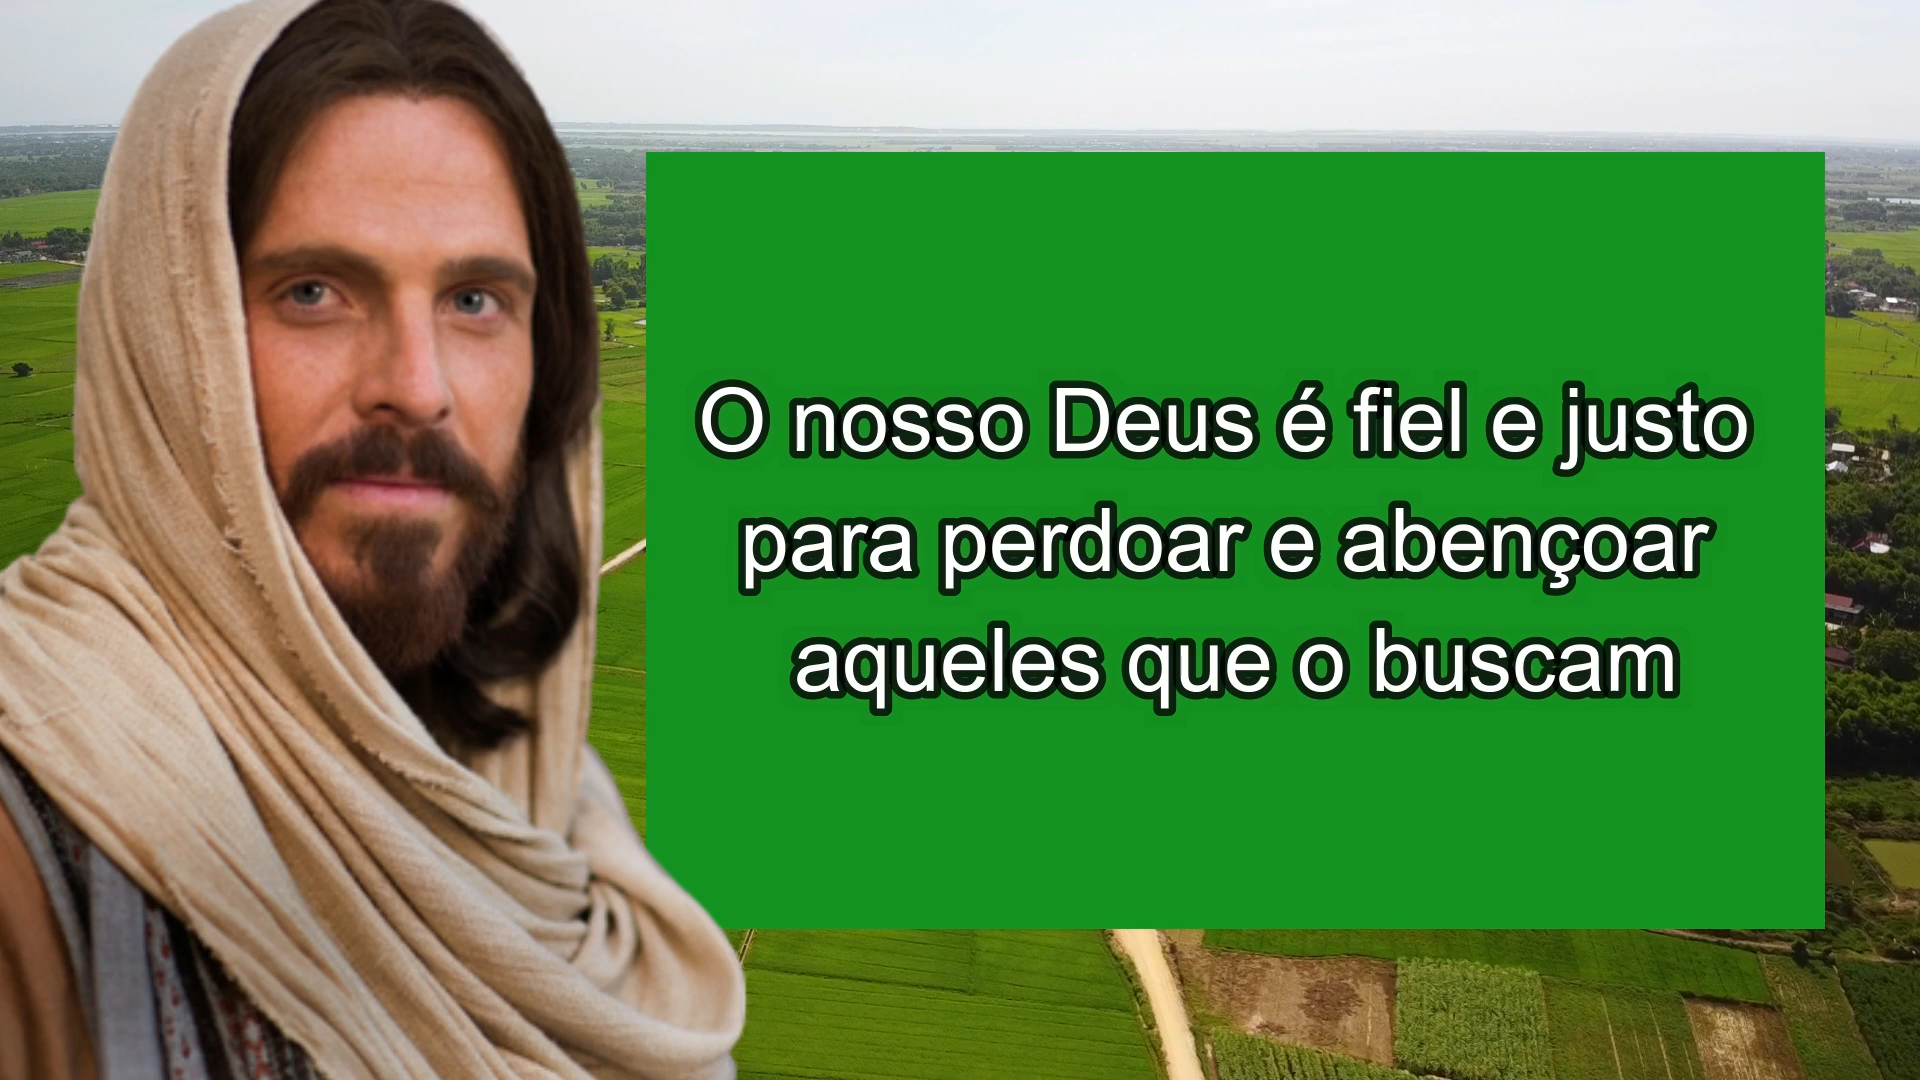 O nosso Deus é fiel e justo
para perdoar e abençoar
aqueles que o buscam